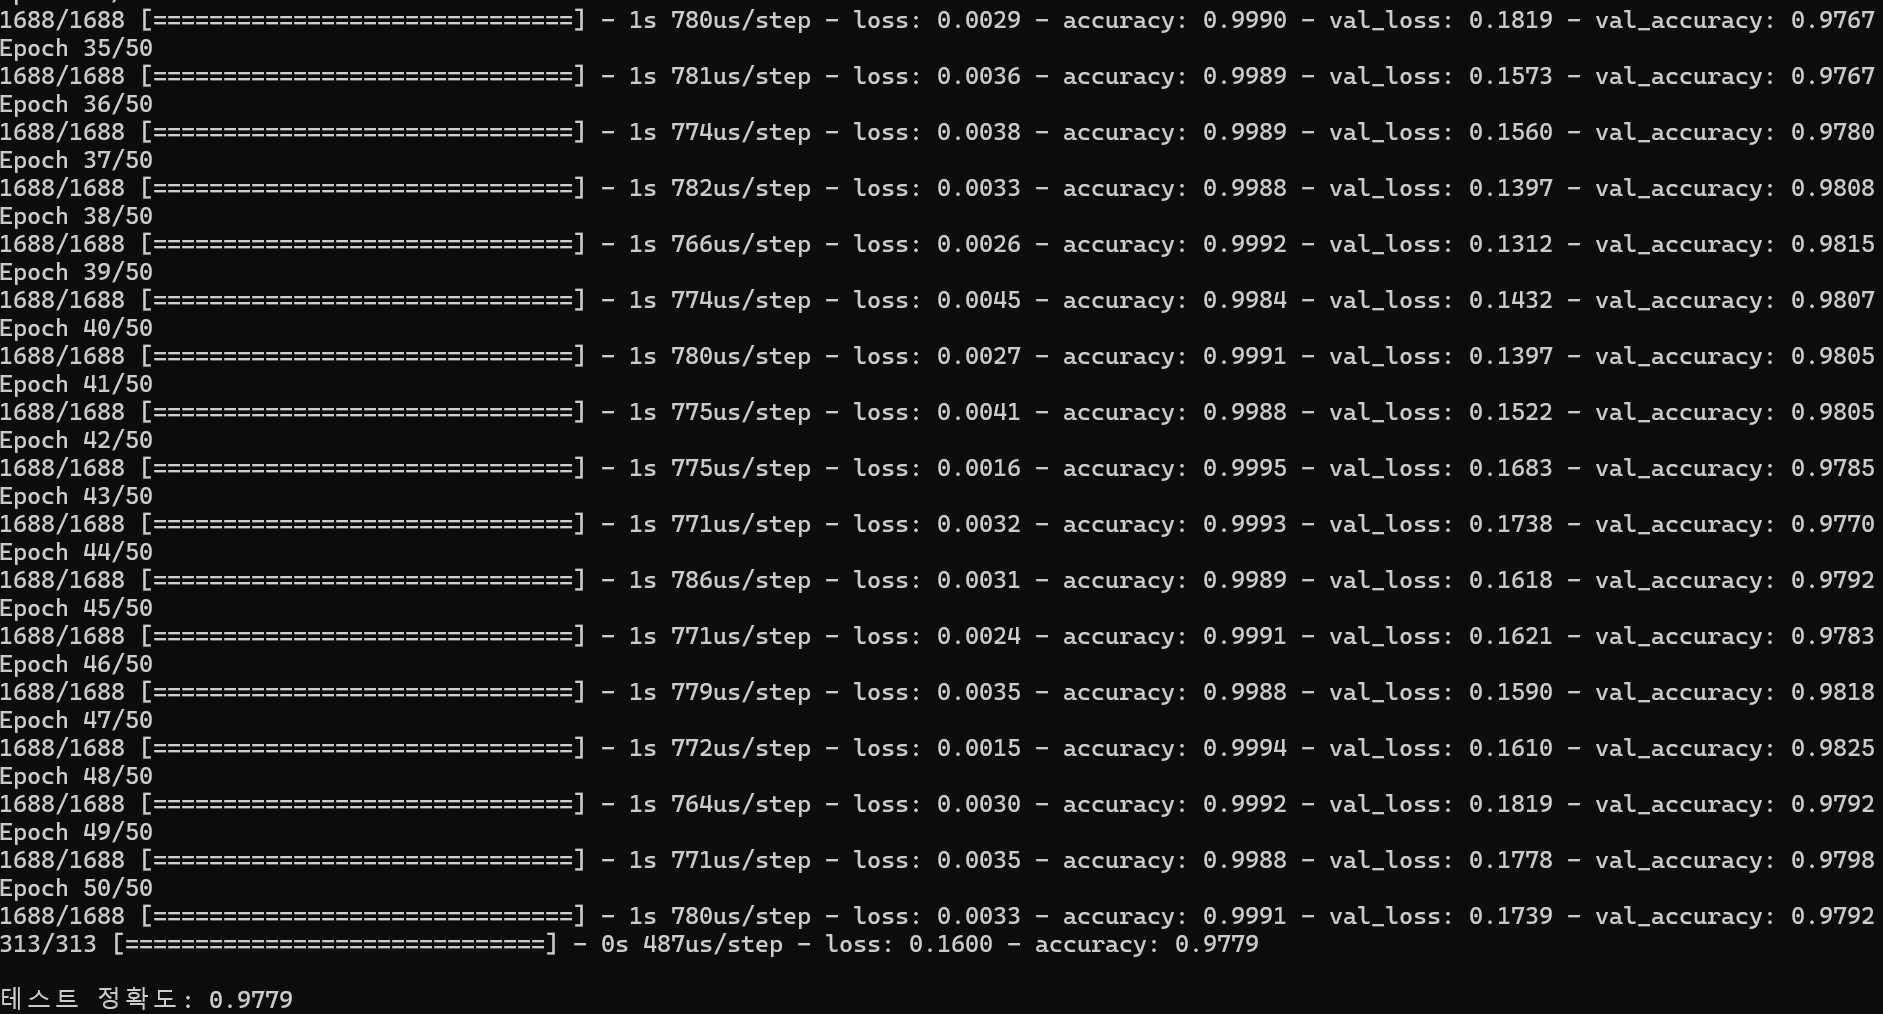 1688/1688 [==============================] - 1s 780us/step - loss: 0.0029 - accuracy: 0.9990 - val_loss: 0.1819 - val_accuracy: 0.9767
Epoch 35/50
1688/1688 [==============================] - 1s 781us/step - loss: 0.0036 - accuracy: 0.9989 - val_loss: 0.1573 - val_accuracy: 0.9767
Epoch 36/50
1688/1688 [==============================] - 1s 774us/step - loss: 0.0038 - accuracy: 0.9989 - val_loss: 0.1560 - val_accuracy: 0.9780
Epoch 37/50
1688/1688 [==============================] - 1s 782us/step - loss: 0.0033 - accuracy: 0.9988 - val_loss: 0.1397 - val_accuracy: 0.9808
Epoch 38/50
1688/1688 [==============================] - 1s 766us/step - loss: 0.0026 - accuracy: 0.9992 - val_loss: 0.1312 - val_accuracy: 0.9815
Epoch 39/50
1688/1688 [==============================] - 1s 774us/step - loss: 0.0045 - accuracy: 0.9984 - val_loss: 0.1432 - val_accuracy: 0.9807
Epoch 40/50
1688/1688 [==============================] - 1s 780us/step - loss: 0.0027 - accuracy: 0.9991 - val_loss: 0.1397 - val_accuracy: 0.9805
Epoch 41/50
1688/1688 [==============================] - 1s 775us/step - loss: 0.0041 - accuracy: 0.9988 - val_loss: 0.1522 - val_accuracy: 0.9805
Epoch 42/50
1688/1688 [==============================] - 1s 775us/step - loss: 0.0016 - accuracy: 0.9995 - val_loss: 0.1683 - val_accuracy: 0.9785
Epoch 43/50
1688/1688 [==============================] - 1s 771us/step - loss: 0.0032 - accuracy: 0.9993 - val_loss: 0.1738 - val_accuracy: 0.9770
Epoch 44/50
1688/1688 [==============================] - 1s 786us/step - loss: 0.0031 - accuracy: 0.9989 - val_loss: 0.1618 - val_accuracy: 0.9792
Epoch 45/50
1688/1688 [==============================] - 1s 771us/step - loss: 0.0024 - accuracy: 0.9991 - val_loss: 0.1621 - val_accuracy: 0.9783
Epoch 46/50
1688/1688 [==============================] - 1s 779us/step - loss: 0.0035 - accuracy: 0.9988 - val_loss: 0.1590 - val_accuracy: 0.9818
Epoch 47/50
1688/1688 [==============================] - 1s 772us/step - loss: 0.0015 - accuracy: 0.9994 - val_loss: 0.1610 - val_accuracy: 0.9825
Epoch 48/50
1688/1688 [==============================] - 1s 764us/step - loss: 0.0030 - accuracy: 0.9992 - val_loss: 0.1819 - val_accuracy: 0.9792
Epoch 49/50
1688/1688 [==============================] - 1s 771us/step - loss: 0.0035 - accuracy: 0.9988 - val_loss: 0.1778 - val_accuracy: 0.9798
Epoch 50/50
1688/1688 [==============================] - 1s 780us/step - loss: 0.0033 - accuracy: 0.9991 - val_loss: 0.1739 - val_accuracy: 0.9792
313/313 [==============================] - 0s 487us/step - loss: 0.1600 - accuracy: 0.9779
테스트 정확도: 0.9779